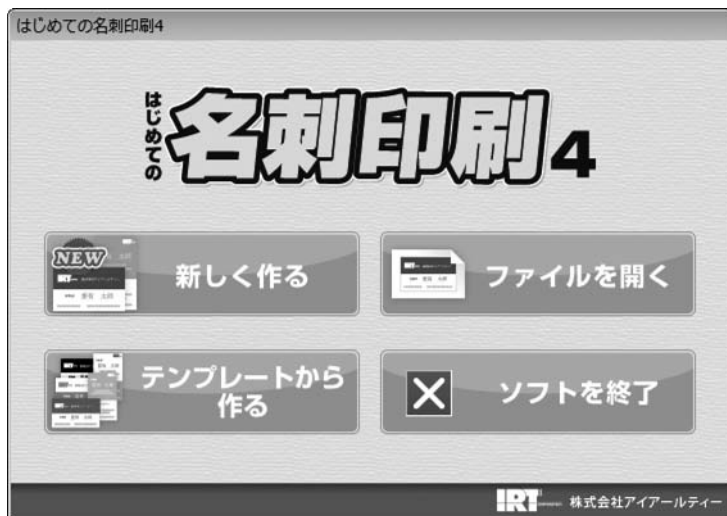 はじめての名刺印刷4
はじめての
名刺印刷4
NEW
新しく作る
ファイルを開く
テンプレートから
作る
ソフトを終了
IRT 株式会社アイアールティー